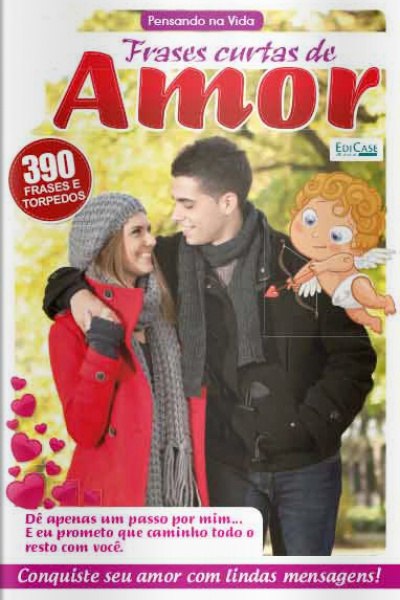 Pensando na Vida
Frases curtas de
Amor
EDICASE
390
FRASES E
TORPEDOS
Dê apenas um passo por mim...
E eu prometo que caminho todo o
resto com você.
Conquiste seu amor com lindas mensagens!